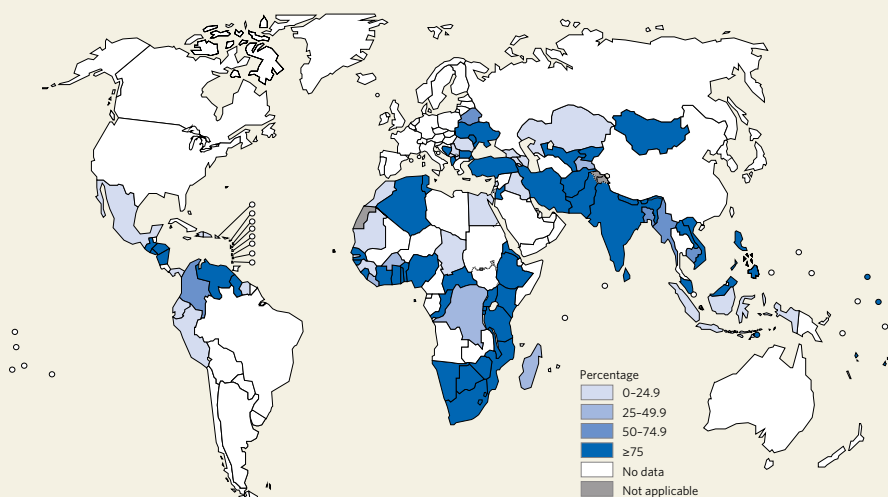 Percentage
0–24.9
25–49.9
50–74.9
≥75
No data
Not applicable